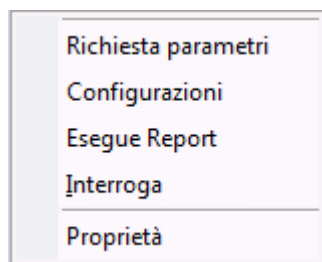 Richiesta parametri
Configurazioni
Esegue Report
Interroga
Proprietà